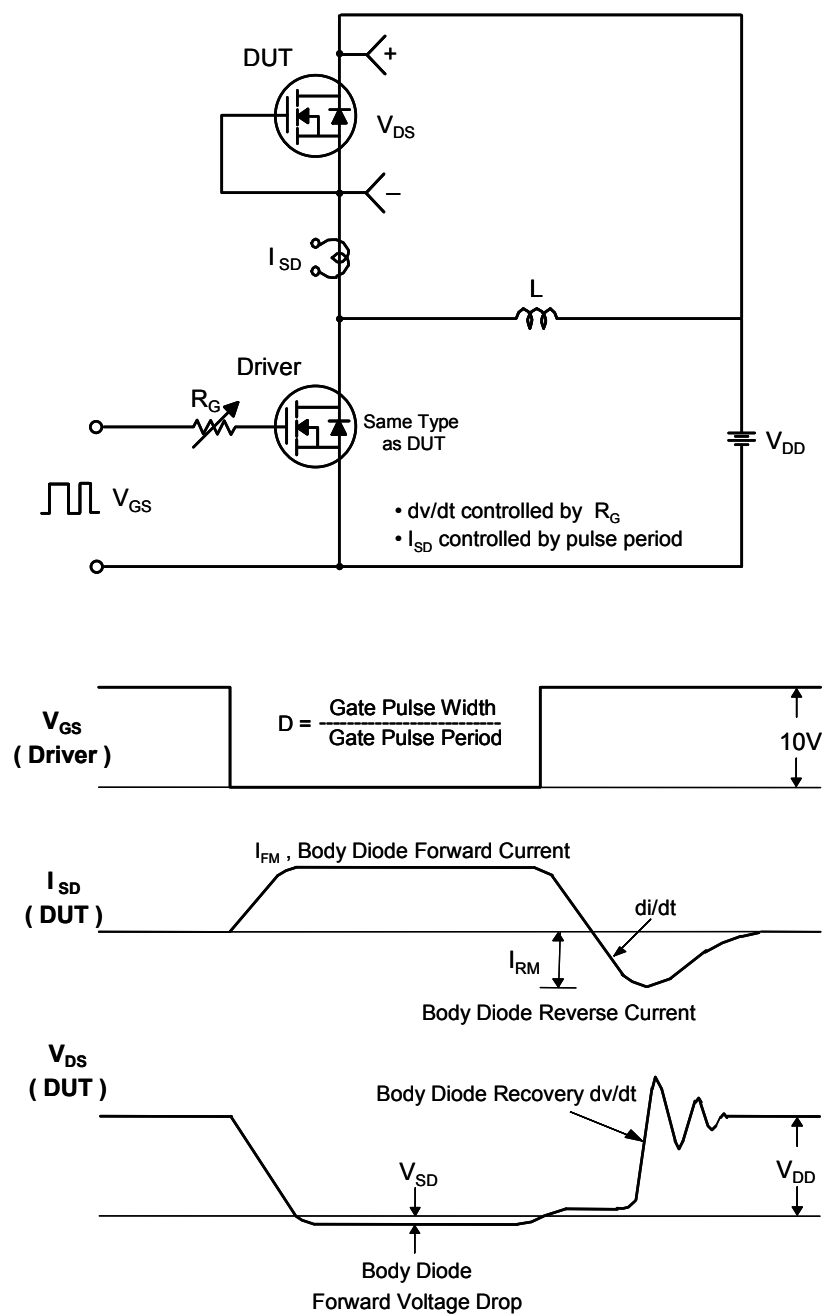 DUT
+
V_DS
–
I_SD
L
Driver
R_G
Same Type
as DUT
V_DD
V_GS
• dv/dt controlled by R_G
• I_SD controlled by pulse period
V_GS
( Driver )
D = Gate Pulse Width
Gate Pulse Period
10V
I_FM , Body Diode Forward Current
I_SD
( DUT )
di/dt
I_RM
Body Diode Reverse Current
V_DS
( DUT )
Body Diode Recovery dv/dt
V_SD
V_DD
Body Diode
Forward Voltage Drop